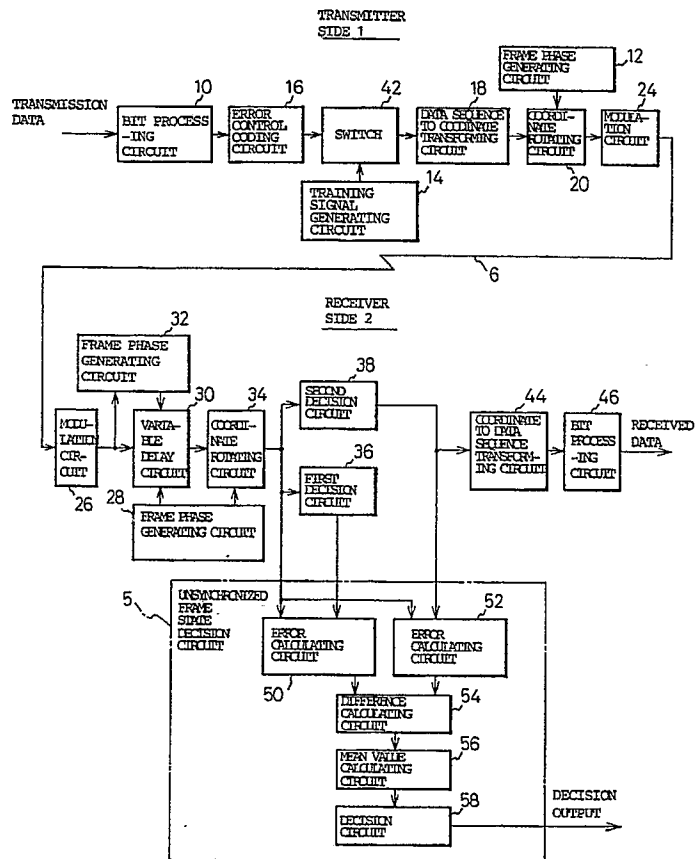 TRANSMITTER
SIDE 1
TRANSMISSION
DATA
10
BIT PROCESS
-ING
CIRCUIT
16
ERROR
CONTROL
CODING
CIRCUIT
42
SWITCH
18
DATA SEQUENCE
TO COORDINATE
TRANSFORMING
CIRCUIT
FRAME PHASE
GENERATING
CIRCUIT
12
COORDI-
NATE
ROTATING
CIRCUIT
20
24
MODULA-
TION
CIRCUIT
TRAINING
SIGNAL
GENERATING
CIRCUIT
14
6
RECEIVER
SIDE 2
32
FRAME PHASE
GENERATING
CIRCUIT
MODU-
LATION
CIR-
CUIT
26
30
VARIA-
BLE
DELAY
CIRCUIT
34
COORDI-
NATE
ROTATING
CIRCUIT
28
FRAME PHASE
GENERATING CIRCUIT
38
SECOND
DECISION
CIRCUIT
36
FIRST
DECISION
CIRCUIT
44
COORDINATE
TO DATA
SEQUENCE
TRANSFORM-
ING CIRCUIT
46
BIT
PROCESS
-ING
CIRCUIT
RECEIVED
DATA
5
UNSYNCHRONIZED
FRAME
STATE
DECISION
CIRCUIT
ERROR
CALCULATING
CIRCUIT
50
52
ERROR
CALCULATING
CIRCUIT
54
DIFFERENCE
CALCULATING
CIRCUIT
56
MEAN VALUE
CALCULATING
CIRCUIT
58
DECISION
CIRCUIT
DECISION
OUTPUT